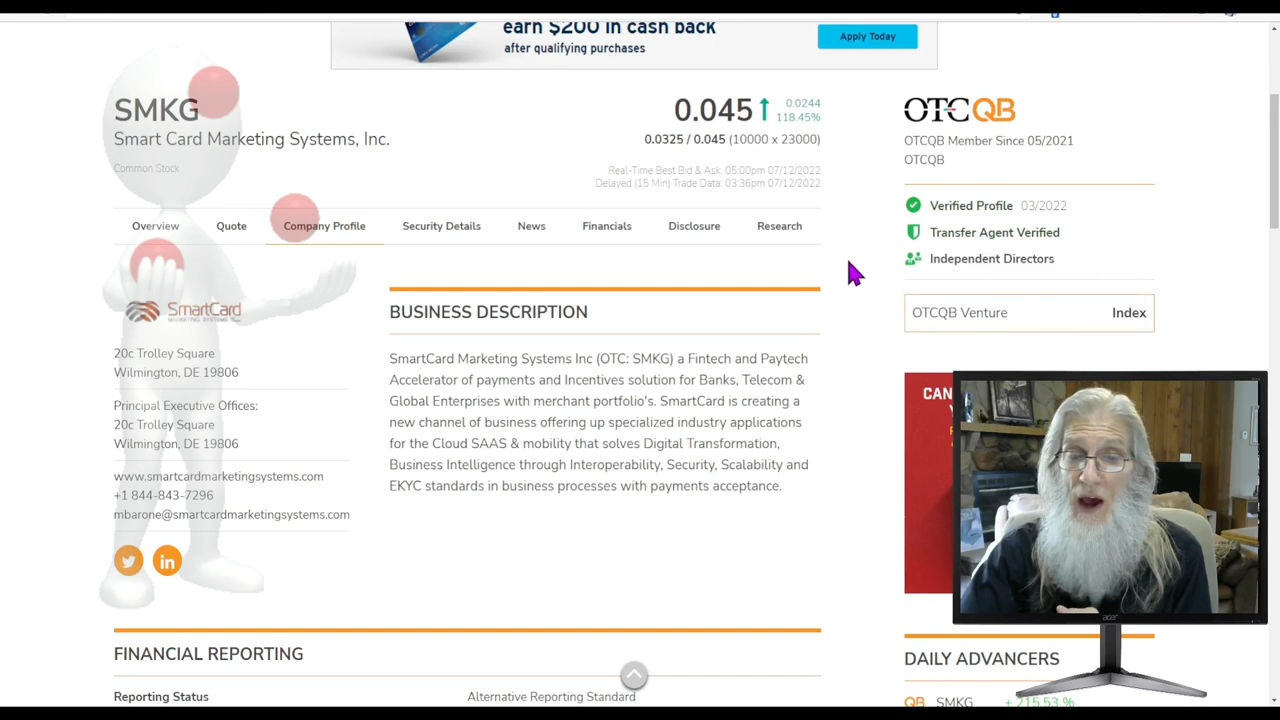 earn $200 in cash back
after qualifying purchases
Apply Today
SMKG
Smart Card Marketing Systems, Inc.
Common Stock
0.045
0.0244
118.45%
0.0325 / 0.045 (10000 x 23000)
Real-Time Best Bid & Ask: 05:00pm 07/12/2022
Delayed (15 Min) Trade Data: 03:36pm 07/12/2022
OTCQB
OTCQB Member Since 05/2021
OTCQB
Verified Profile 03/2022
Transfer Agent Verified
Independent Directors
OTCQB Venture Index
Overview Quote Company Profile Security Details News Financials Disclosure Research
SmartCard
MARKETING SYSTEMS
20c Trolley Square
Wilmington, DE 19806
Principal Executive Offices:
20c Trolley Square
Wilmington, DE 19806
www.smartcardmarketingsystems.com
+1 844-843-7296
mbarone@smartcardmarketingsystems.com
BUSINESS DESCRIPTION
SmartCard Marketing Systems Inc (OTC: SMKG) a Fintech and Paytech
Accelerator of payments and Incentives solution for Banks, Telecom &
Global Enterprises with merchant portfolio's. SmartCard is creating a
new channel of business offering up specialized industry applications
for the Cloud SAAS & mobility that solves Digital Transformation,
Business Intelligence through Interoperability, Security, Scalability and
EKYC standards in business processes with payments acceptance.
CAN
acer
FINANCIAL REPORTING
Reporting Status Alternative Reporting Standard
DAILY ADVANCERS
QB SMKG + 215.53 %